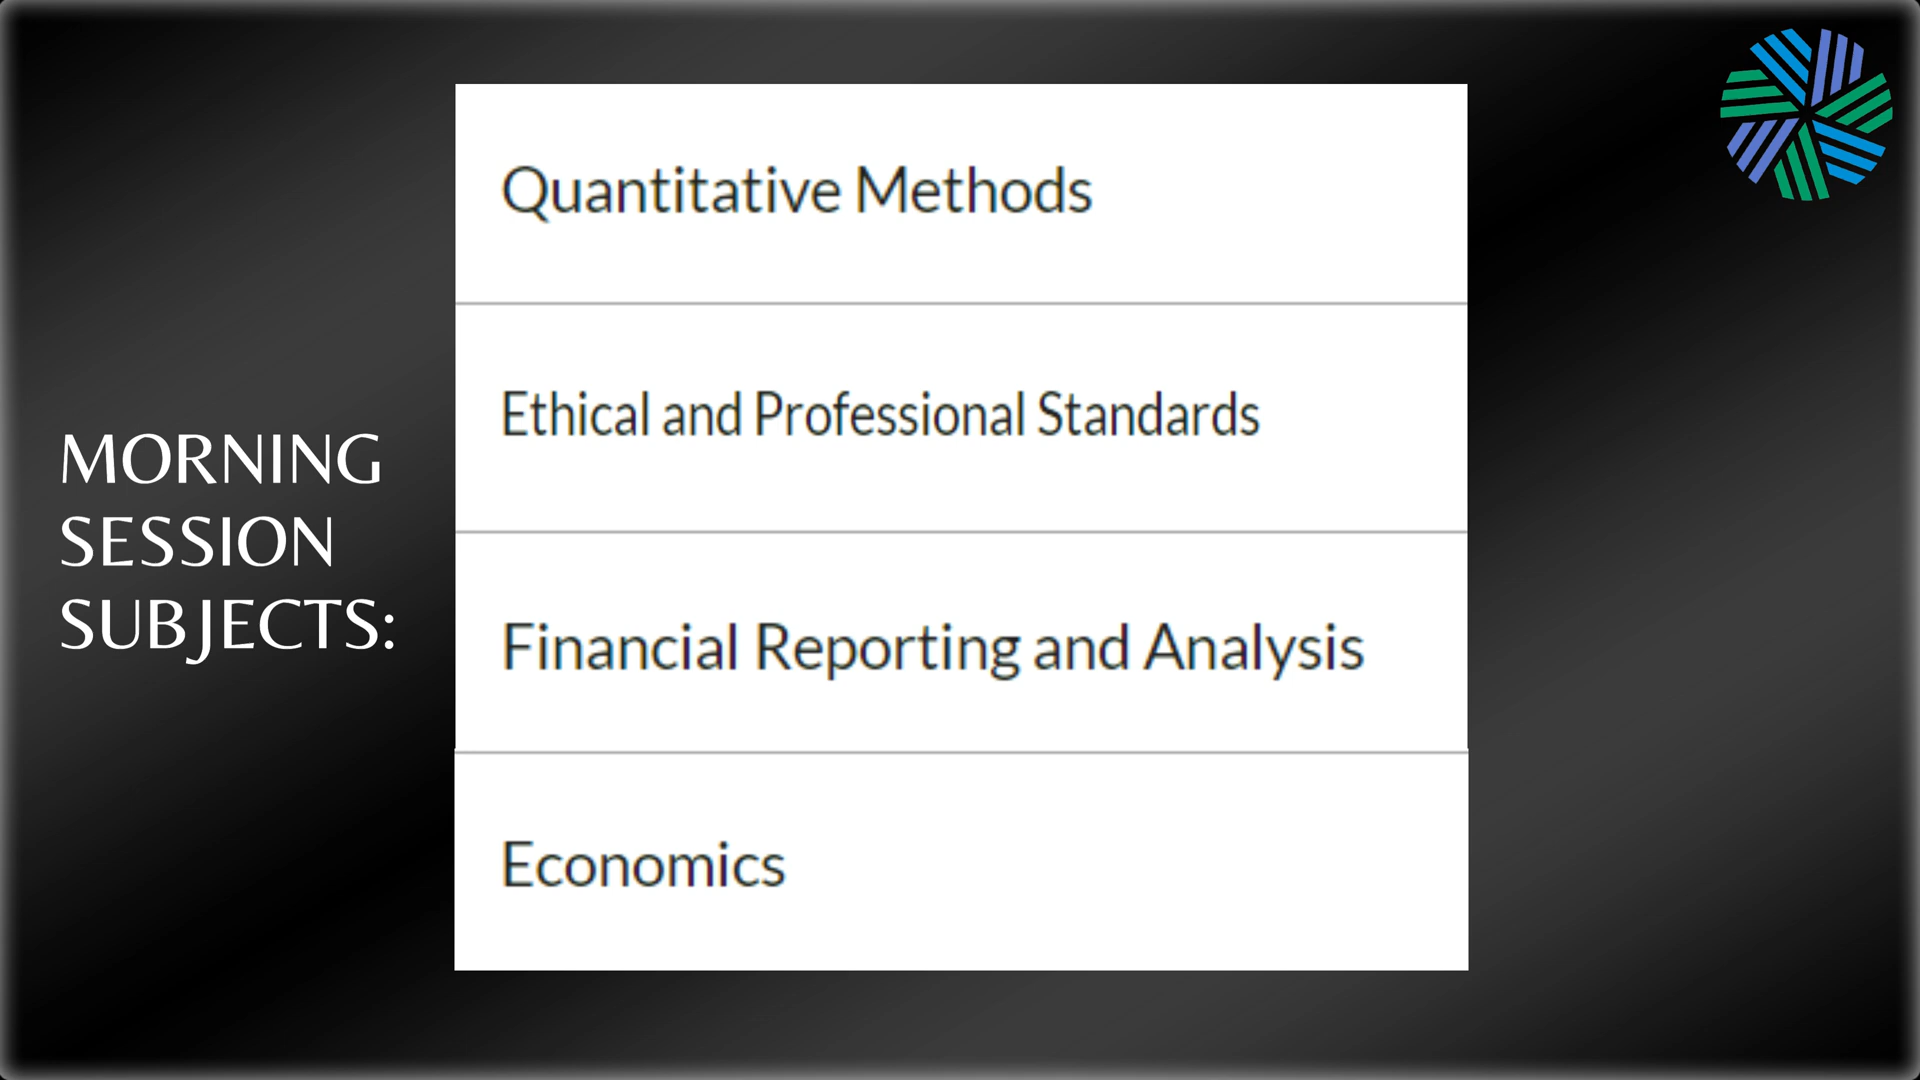 MORNING
SESSION
SUBJECTS:
Quantitative Methods
Ethical and Professional Standards
Financial Reporting and Analysis
Economics